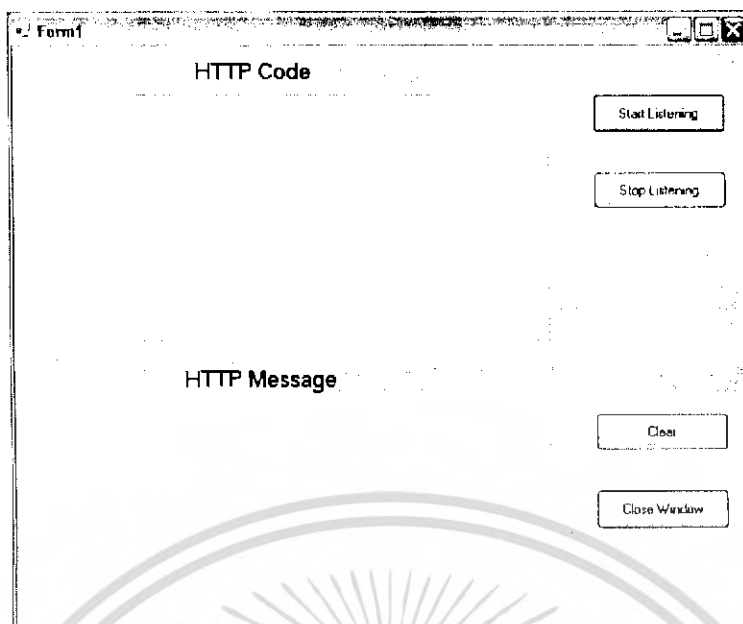 Form1
HTTP Code
Start Listening
Stop Listening
HTTP Message
Clear
Close Window